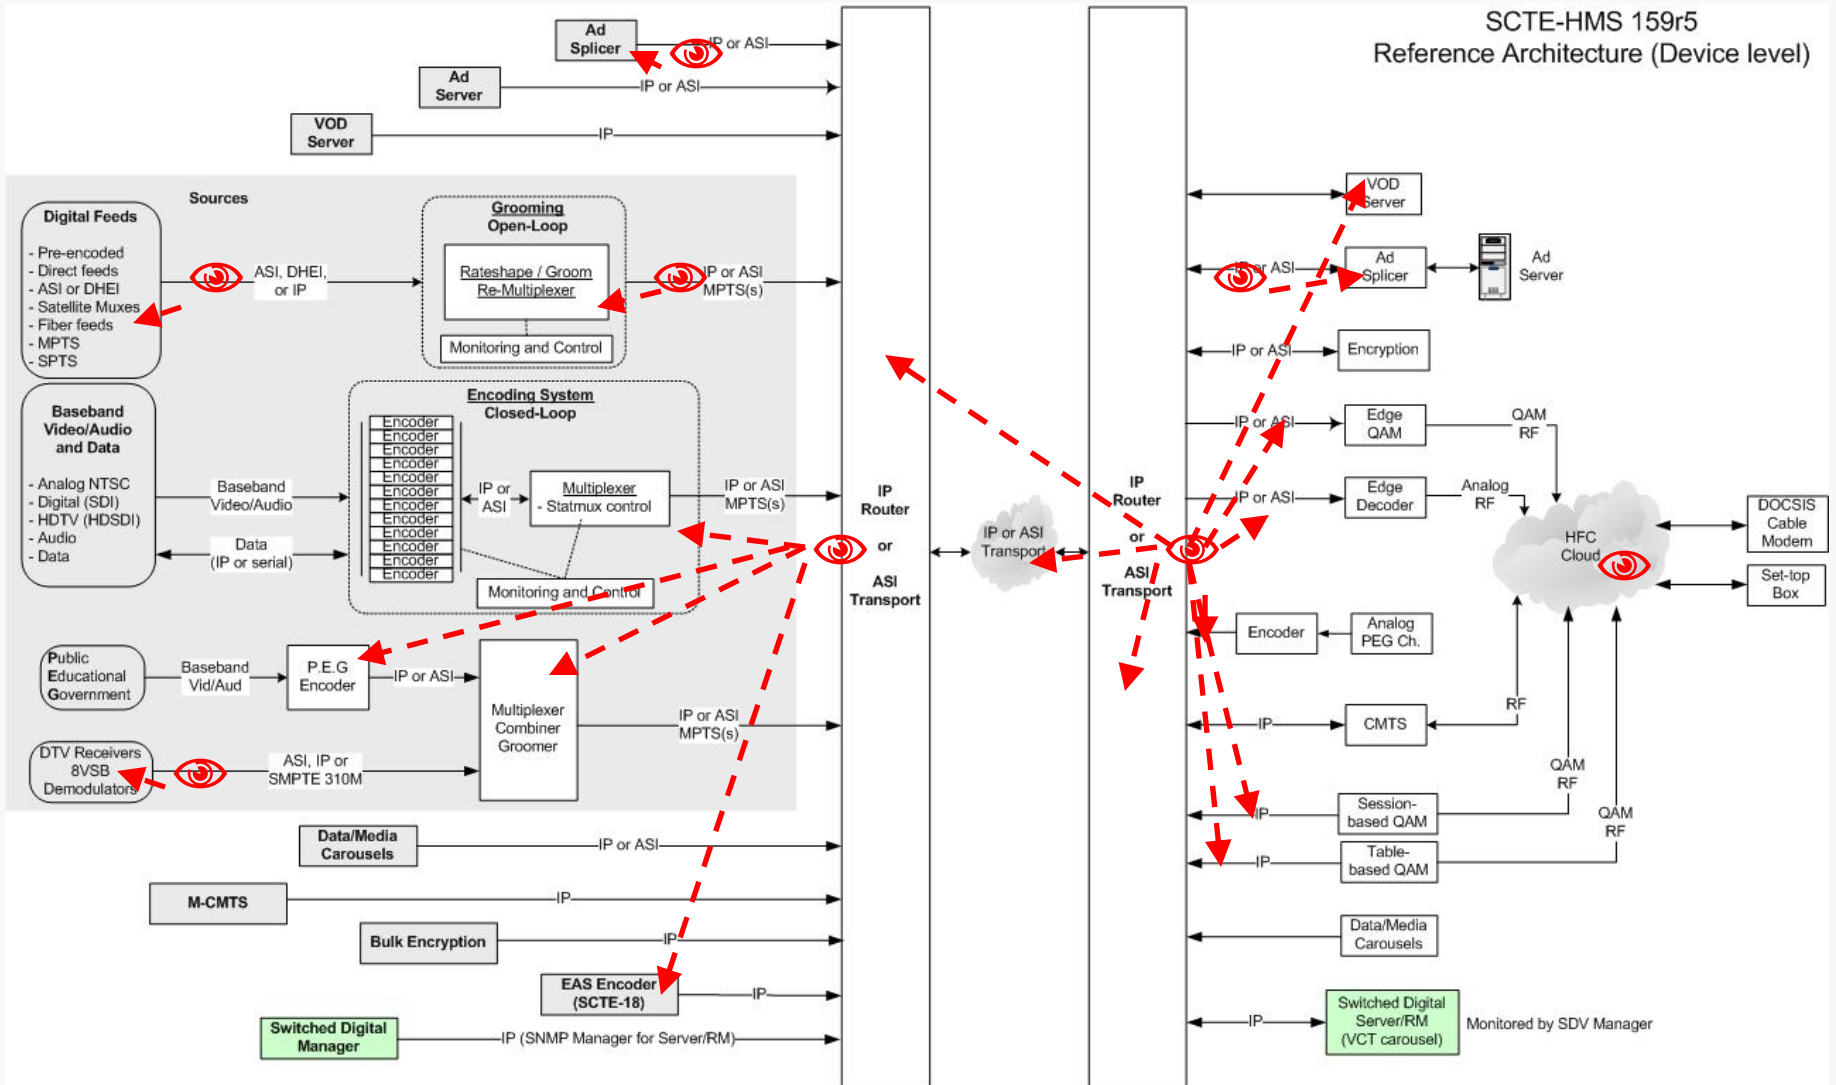 SCTE-HMS 159r5
Reference Architecture (Device level)
Ad
Splicer
IP or ASI
Ad
Server
IP or ASI
VOD
Server
IP
Sources
Digital Feeds
- Pre-encoded
- Direct feeds
- ASI or DHEI
- Satellite Muxes
- Fiber feeds
- MPTS
- SPTS
ASI, DHEI,
or IP
Grooming
Open-Loop
Rateshape / Groom
Re-Multiplexer
Monitoring and Control
IP or ASI
MPTS(s)
Baseband
Video/Audio
and Data
- Analog NTSC
- Digital (SDI)
- HDTV (HDSDI)
- Audio
- Data
Baseband
Video/Audio
Data
(IP or serial)
Encoding System
Closed-Loop
Encoder
Encoder
Encoder
Encoder
Encoder
Encoder
Encoder
Encoder
Encoder
Encoder
Encoder
Encoder
IP or
ASI
Multiplexer
- Statmux control
Monitoring and Control
IP or ASI
MPTS(s)
Public
Educational
Government
Baseband
Vid/Aud
P.E.G
Encoder
IP or ASI
Multiplexer
Combiner
Groomer
IP or ASI
MPTS(s)
DTV Receivers
8VSB
Demodulators
ASI, IP or
SMPTE 310M
Data/Media
Carousels
IP or ASI
M-CMTS
IP
Bulk Encryption
IP
EAS Encoder
(SCTE-18)
IP
Switched Digital
Manager
IP (SNMP Manager for Server/RM)
IP
Router
or
ASI
Transport
IP or ASI
Transport
IP
Router
or
ASI
Transport
VOD
Server
IP or ASI
Ad
Splicer
Ad
Server
IP or ASI
Encryption
IP or ASI
Edge
QAM
QAM
RF
IP or ASI
Edge
Decoder
Analog
RF
HFC
Cloud
DOCSIS
Cable
Modem
Set-top
Box
Encoder
Analog
PEG Ch.
IP
CMTS
RF
IP
Session-
based QAM
QAM
RF
IP
Table-
based QAM
QAM
RF
Data/Media
Carousels
IP
Switched Digital
Server/RM
(VCT carousel)
Monitored by SDV Manager